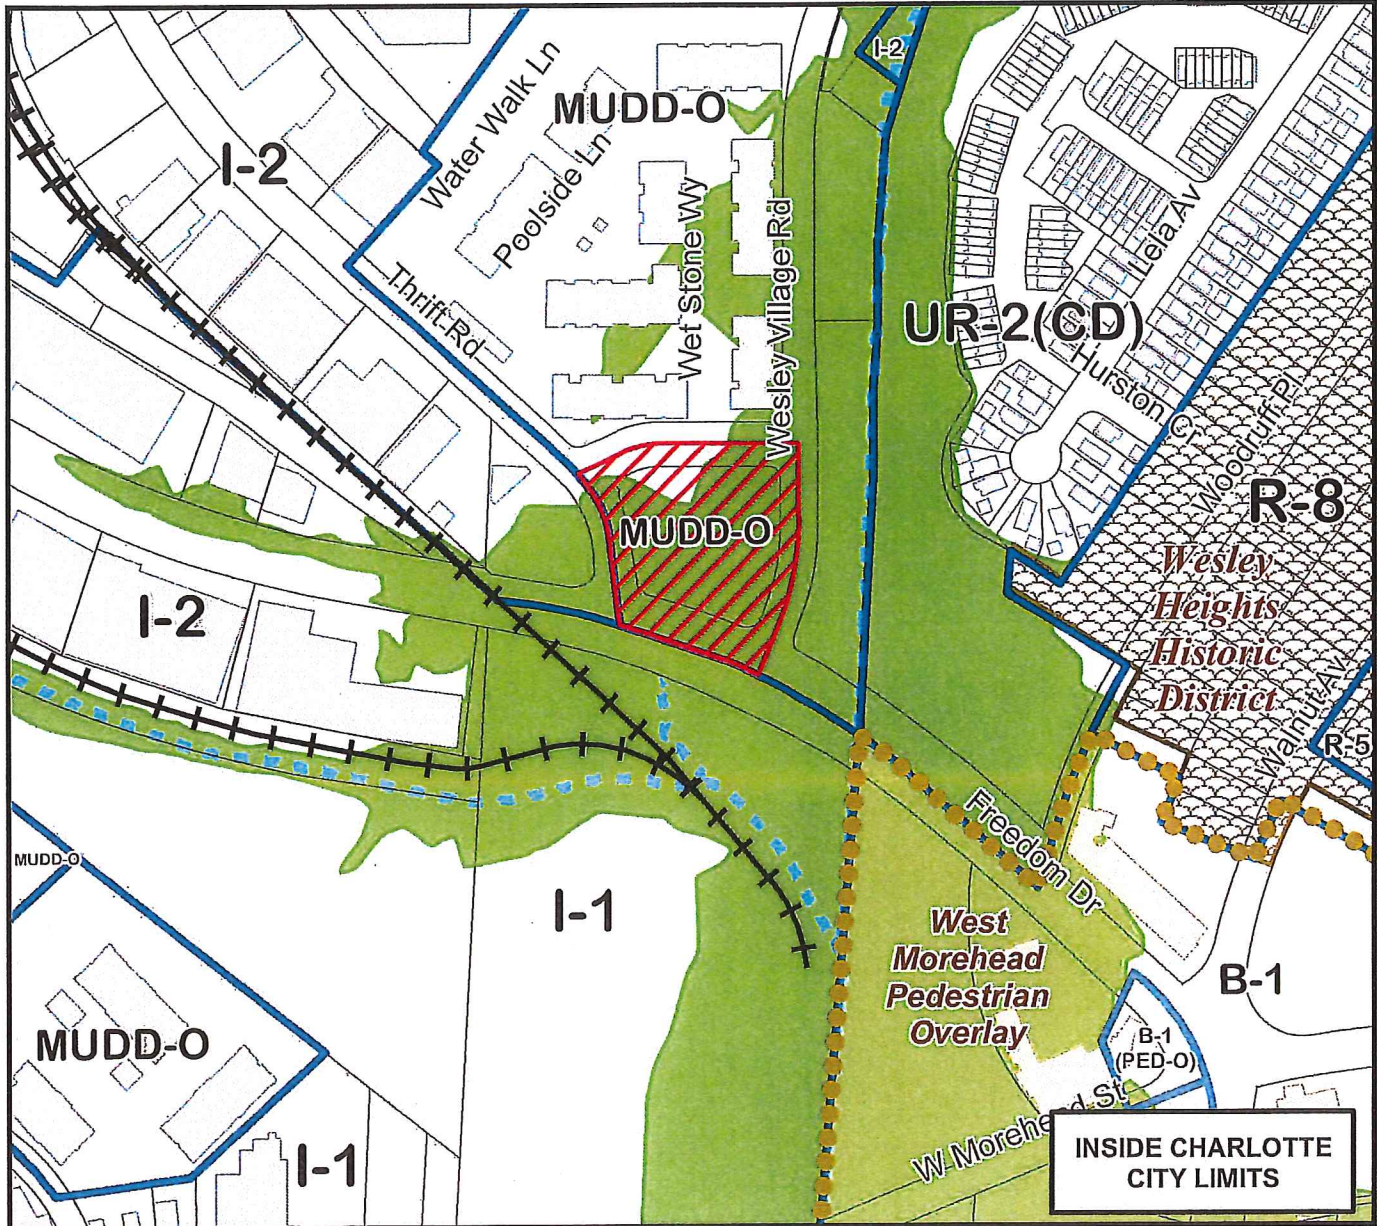 I-2
MUDD-O
I-2
Water Walk Ln
Poolside Ln
Wet Stone Wy
Wesley Village Rd
Thrift Rd
Lela Av
UR-2(CD)
Hurston Cr
Woodruff Pl
R-8
MUDD-O
Wesley
Heights
Historic
District
I-2
Walnut Av
R-5
Freedom Dr
MUDD-O
I-1
West
Morehead
Pedestrian
Overlay
B-1
MUDD-O
B-1
(PED-O)
W Morehead St
I-1
INSIDE CHARLOTTE
CITY LIMITS